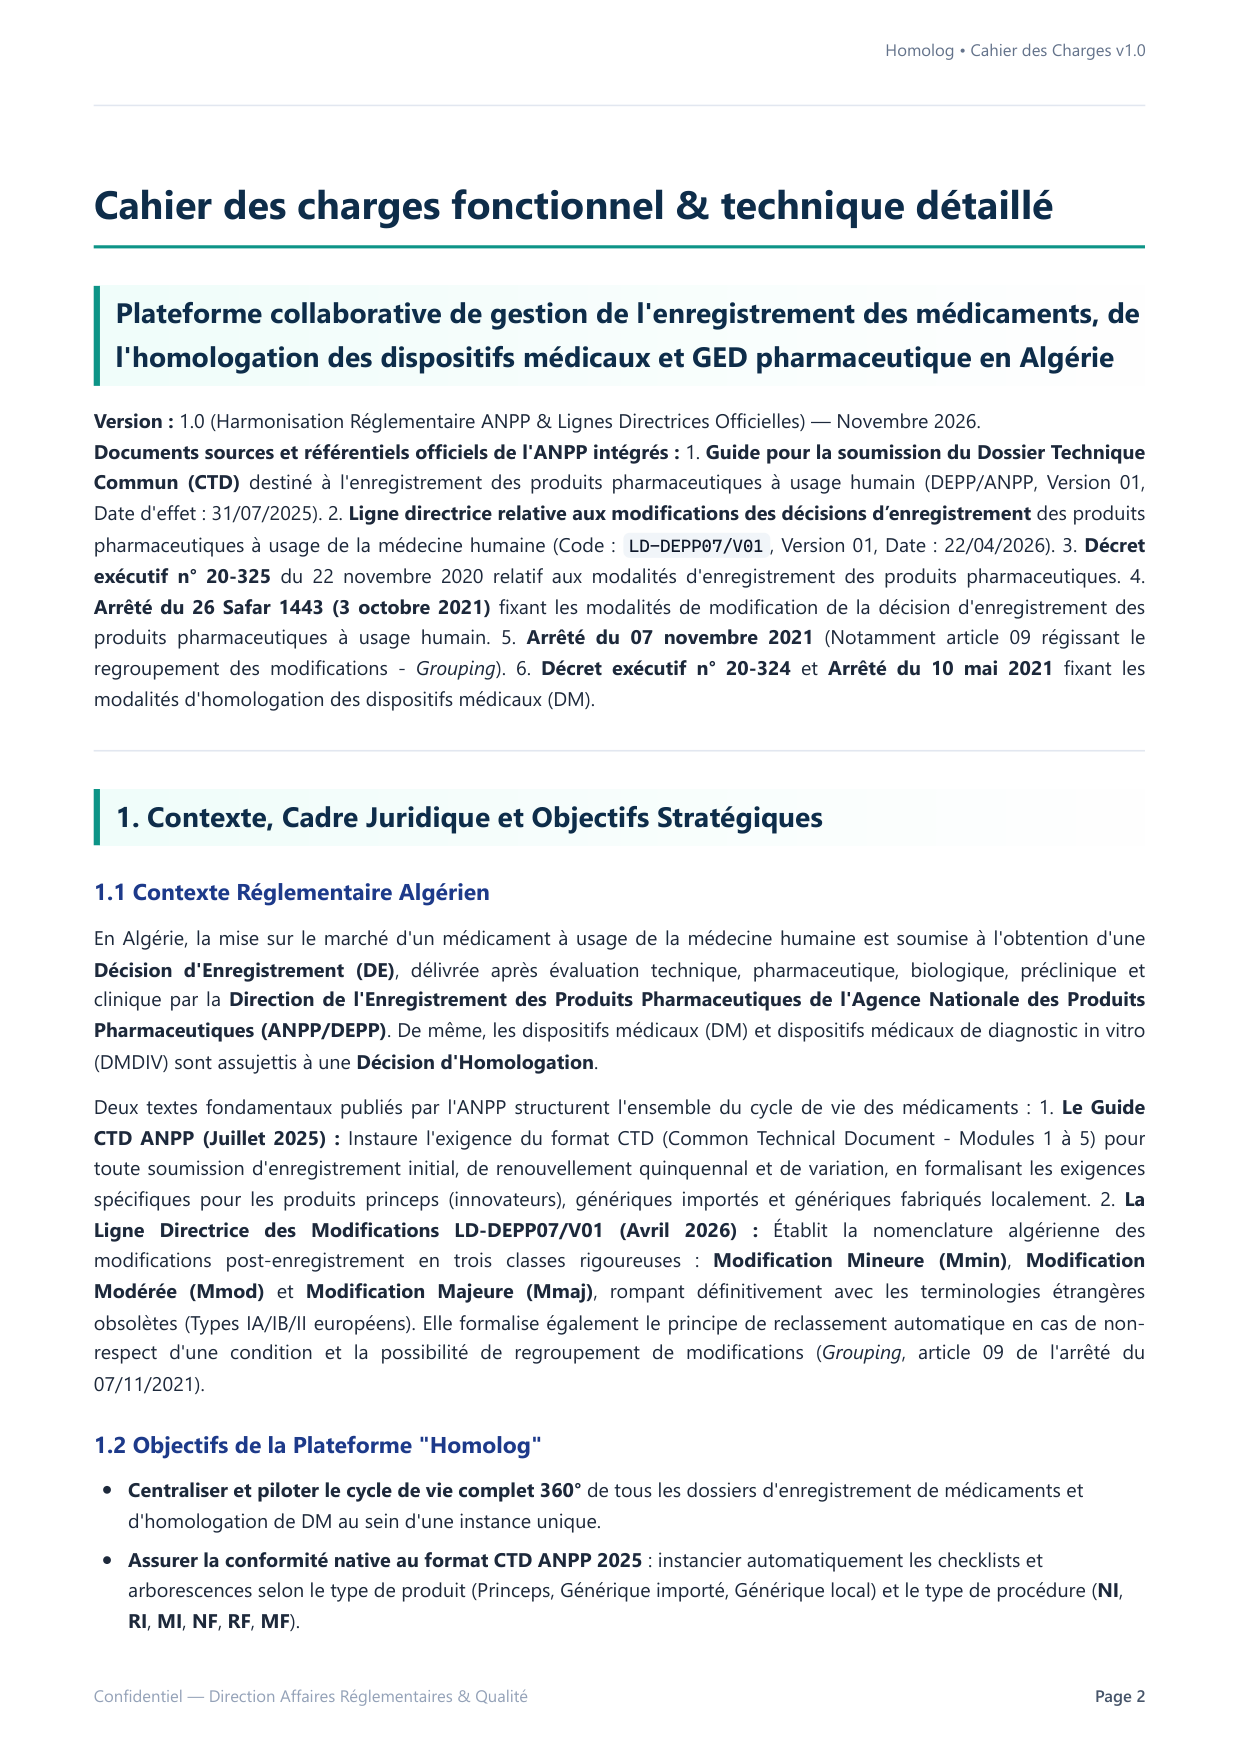 Homolog • Cahier des Charges v1.0
Cahier des charges fonctionnel & technique détaillé
Plateforme collaborative de gestion de l'enregistrement des médicaments, de
l'homologation des dispositifs médicaux et GED pharmaceutique en Algérie
Version : 1.0 (Harmonisation Réglementaire ANPP & Lignes Directrices Officielles) — Novembre 2026.
Documents sources et référentiels officiels de l'ANPP intégrés : 1. Guide pour la soumission du Dossier Technique
Commun (CTD) destiné à l'enregistrement des produits pharmaceutiques à usage humain (DEPP/ANPP, Version 01,
Date d'effet : 31/07/2025). 2. Ligne directrice relative aux modifications des décisions d’enregistrement des produits
pharmaceutiques à usage de la médecine humaine (Code : LD-DEPP07/V01, Version 01, Date : 22/04/2026). 3. Décret
exécutif n° 20-325 du 22 novembre 2020 relatif aux modalités d'enregistrement des produits pharmaceutiques. 4.
Arrêté du 26 Safar 1443 (3 octobre 2021) fixant les modalités de modification de la décision d'enregistrement des
produits pharmaceutiques à usage humain. 5. Arrêté du 07 novembre 2021 (Notamment article 09 régissant le
regroupement des modifications - Grouping). 6. Décret exécutif n° 20-324 et Arrêté du 10 mai 2021 fixant les
modalités d'homologation des dispositifs médicaux (DM).
1. Contexte, Cadre Juridique et Objectifs Stratégiques
1.1 Contexte Réglementaire Algérien
En Algérie, la mise sur le marché d'un médicament à usage de la médecine humaine est soumise à l'obtention d'une
Décision d'Enregistrement (DE), délivrée après évaluation technique, pharmaceutique, biologique, préclinique et
clinique par la Direction de l'Enregistrement des Produits Pharmaceutiques de l'Agence Nationale des Produits
Pharmaceutiques (ANPP/DEPP). De même, les dispositifs médicaux (DM) et dispositifs médicaux de diagnostic in vitro
(DMDIV) sont assujettis à une Décision d'Homologation.
Deux textes fondamentaux publiés par l'ANPP structurent l'ensemble du cycle de vie des médicaments : 1. Le Guide
CTD ANPP (Juillet 2025) : Instaure l'exigence du format CTD (Common Technical Document - Modules 1 à 5) pour
toute soumission d'enregistrement initial, de renouvellement quinquennal et de variation, en formalisant les exigences
spécifiques pour les produits princeps (innovateurs), génériques importés et génériques fabriqués localement. 2. La
Ligne Directrice des Modifications LD-DEPP07/V01 (Avril 2026) : Établit la nomenclature algérienne des
modifications post-enregistrement en trois classes rigoureuses : Modification Mineure (Mmin), Modification
Modérée (Mmod) et Modification Majeure (Mmaj), rompant définitivement avec les terminologies étrangères
obsolètes (Types IA/IB/II européens). Elle formalise également le principe de reclassement automatique en cas de non-
respect d'une condition et la possibilité de regroupement de modifications (Grouping, article 09 de l'arrêté du
07/11/2021).
1.2 Objectifs de la Plateforme "Homolog"
• Centraliser et piloter le cycle de vie complet 360° de tous les dossiers d'enregistrement de médicaments et
d'homologation de DM au sein d'une instance unique.
• Assurer la conformité native au format CTD ANPP 2025 : instancier automatiquement les checklists et
arborescences selon le type de produit (Princeps, Générique importé, Générique local) et le type de procédure (NI,
RI, MI, NF, RF, MF).
Confidentiel — Direction Affaires Réglementaires & Qualité
Page 2